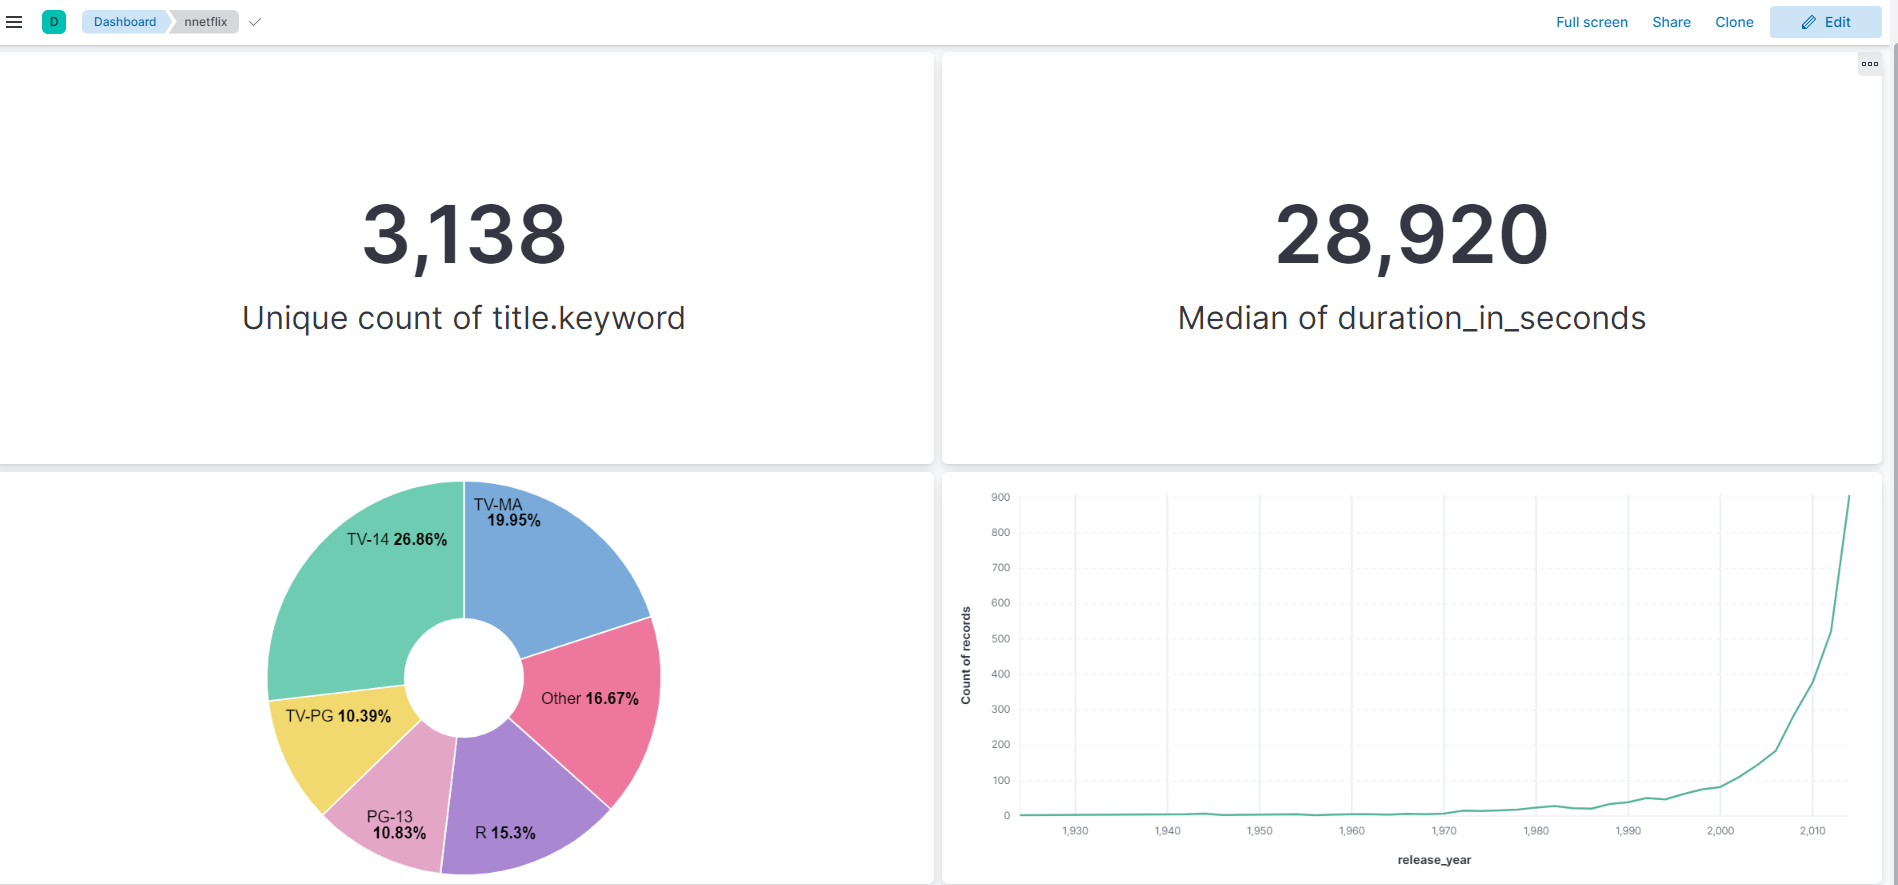 D
Dashboard
nnetflix
Full screen
Share
Clone
Edit
3,138
Unique count of title.keyword
28,920
Median of duration_in_seconds
TV-MA
19.95%
TV-14 26.86%
Other 16.67%
TV-PG 10.39%
PG-13
10.83%
R 15.3%
900
800
700
600
500
400
300
200
100
0
Count of records
1,930
1,940
1,950
1,960
1,970
1,980
1,990
2,000
2,010
release_year